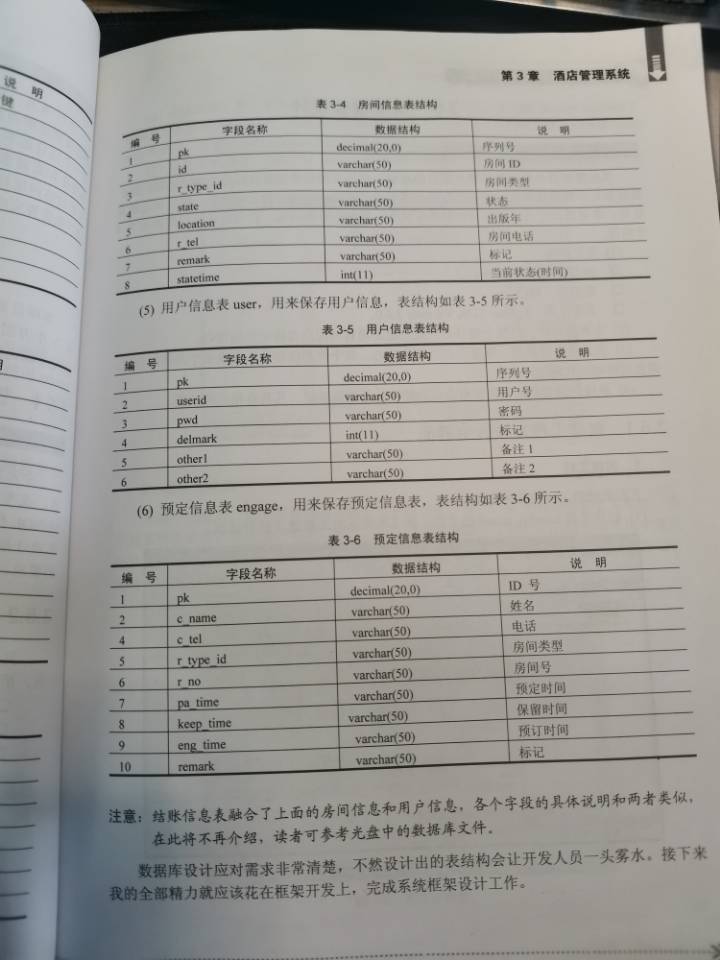 说 明
键
第 3 章 酒店管理系统
表 3-4 房间信息表结构
编 号 字段名称 数据结构 说 明
1 pk decimal(20,0) 序列号
2 id varchar(50) 房间 ID
3 r_type_id varchar(50) 房间类型
4 state varchar(50) 状态
5 location varchar(50) 出版年
6 r_tel varchar(50) 房间电话
7 remark varchar(50) 标记
8 statetime int(11) 当前状态(时间)
(5) 用户信息表 user，用来保存用户信息，表结构如表 3-5 所示。
表 3-5 用户信息表结构
编 号 字段名称 数据结构 说 明
1 pk decimal(20,0) 序列号
2 userid varchar(50) 用户号
3 pwd varchar(50) 密码
4 delmark int(11) 标记
5 other1 varchar(50) 备注 1
6 other2 varchar(50) 备注 2
(6) 预定信息表 engage，用来保存预定信息表，表结构如表 3-6 所示。
表 3-6 预定信息表结构
编 号 字段名称 数据结构 说 明
1 pk decimal(20,0) ID 号
2 c_name varchar(50) 姓名
4 c_tel varchar(50) 电话
5 r_type_id varchar(50) 房间类型
6 r_no varchar(50) 房间号
7 pa_time varchar(50) 预定时间
8 keep_time varchar(50) 保留时间
9 eng_time varchar(50) 预订时间
10 remark varchar(50) 标记
注意：结账信息表融合了上面的房间信息和用户信息，各个字段的具体说明和两者类似，
在此将不再介绍，读者可参考光盘中的数据库文件。
数据库设计应对需求非常清楚，不然设计出的表结构会让开发人员一头雾水。接下来
我的全部精力就应该花在框架开发上，完成系统框架设计工作。